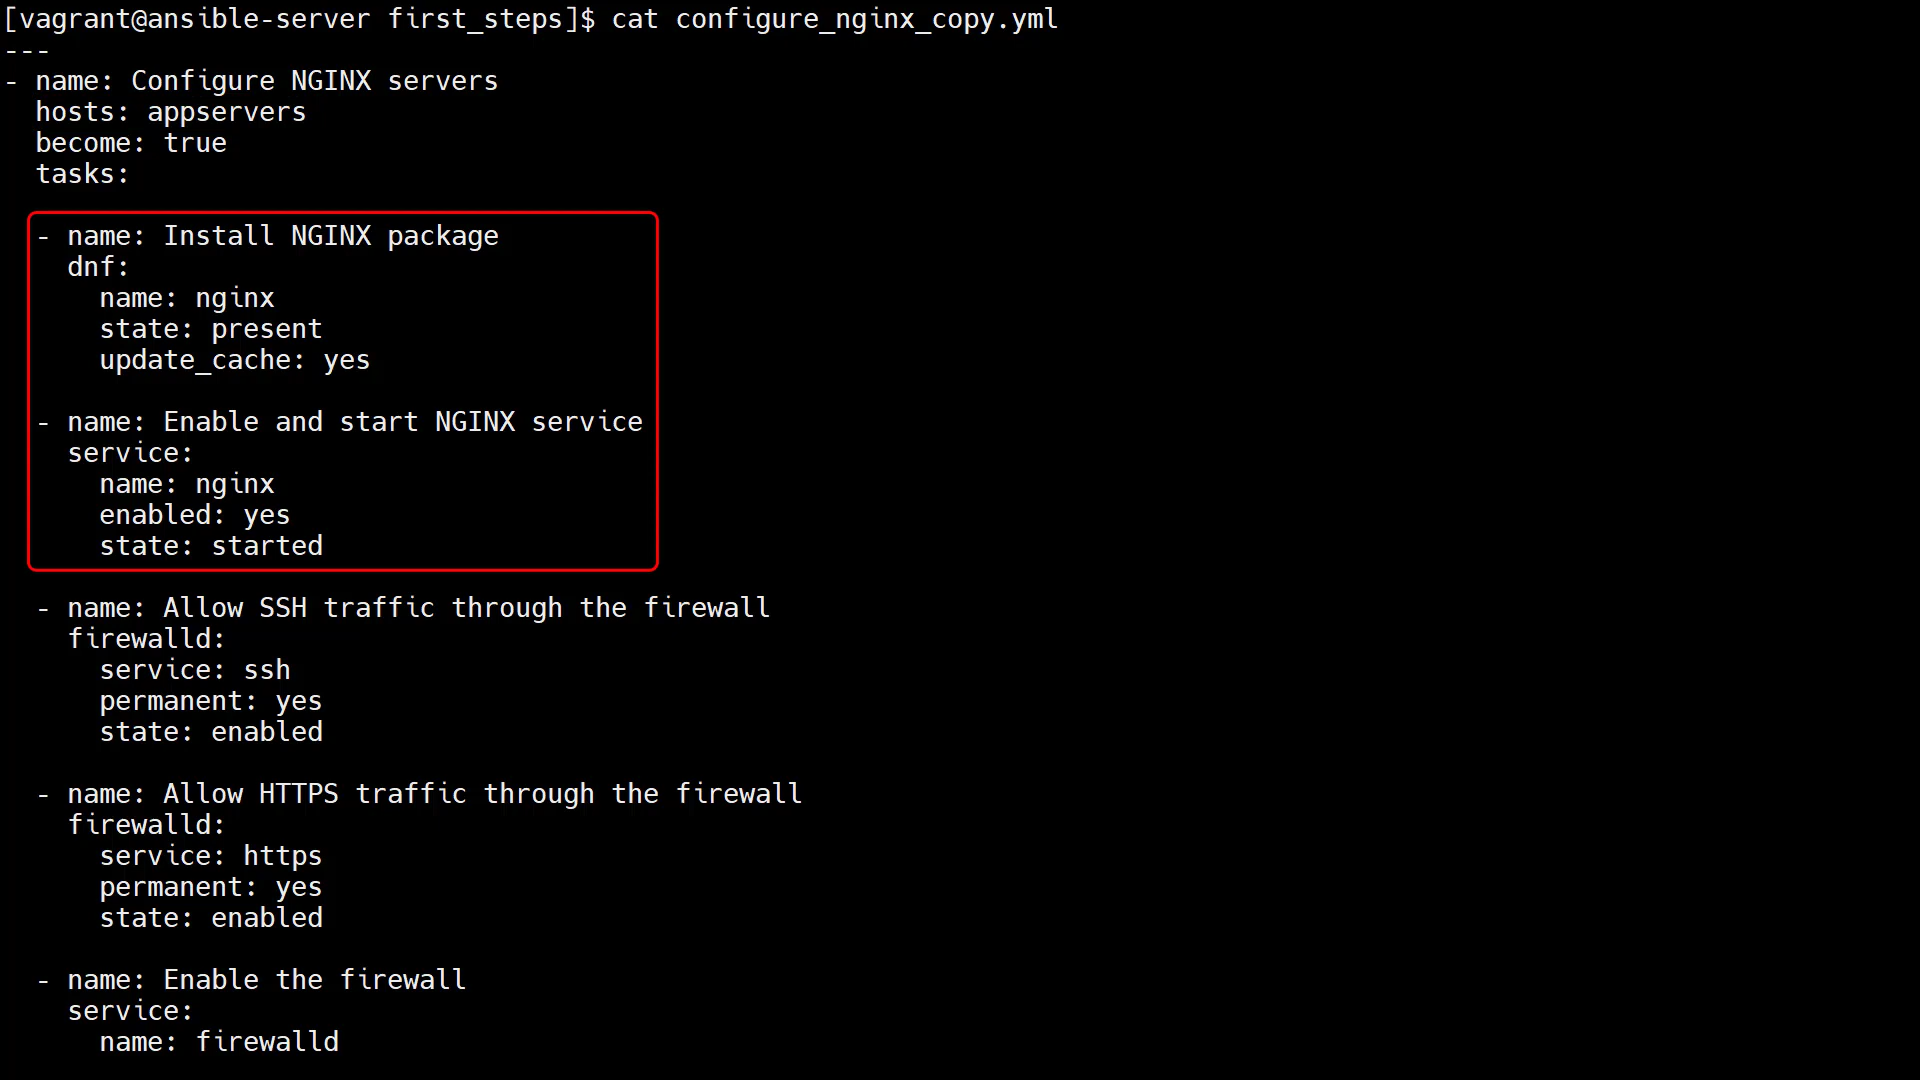 [vagrant@ansible-server first_steps]$ cat configure_nginx_copy.yml
---
- name: Configure NGINX servers
  hosts: appservers
  become: true
  tasks:

  - name: Install NGINX package
    dnf:
      name: nginx
      state: present
      update_cache: yes

  - name: Enable and start NGINX service
    service:
      name: nginx
      enabled: yes
      state: started

  - name: Allow SSH traffic through the firewall
    firewalld:
      service: ssh
      permanent: yes
      state: enabled

  - name: Allow HTTPS traffic through the firewall
    firewalld:
      service: https
      permanent: yes
      state: enabled

  - name: Enable the firewall
    service:
      name: firewalld